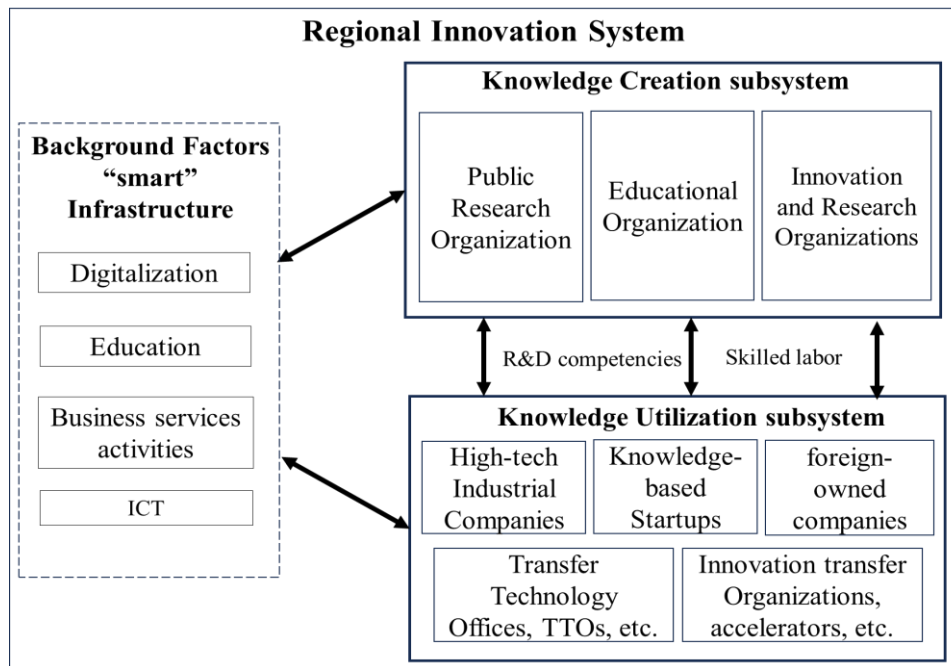 Regional Innovation System
Background Factors
“smart”
Infrastructure
Digitalization
Education
Business services
activities
ICT
Knowledge Creation subsystem
Public
Research
Organization
Educational
Organization
Innovation
and Research
Organizations
R&D competencies
Skilled labor
Knowledge Utilization subsystem
High-tech
Industrial
Companies
Knowledge-
based
Startups
foreign-
owned
companies
Transfer
Technology
Offices, TTOs, etc.
Innovation transfer
Organizations,
accelerators, etc.